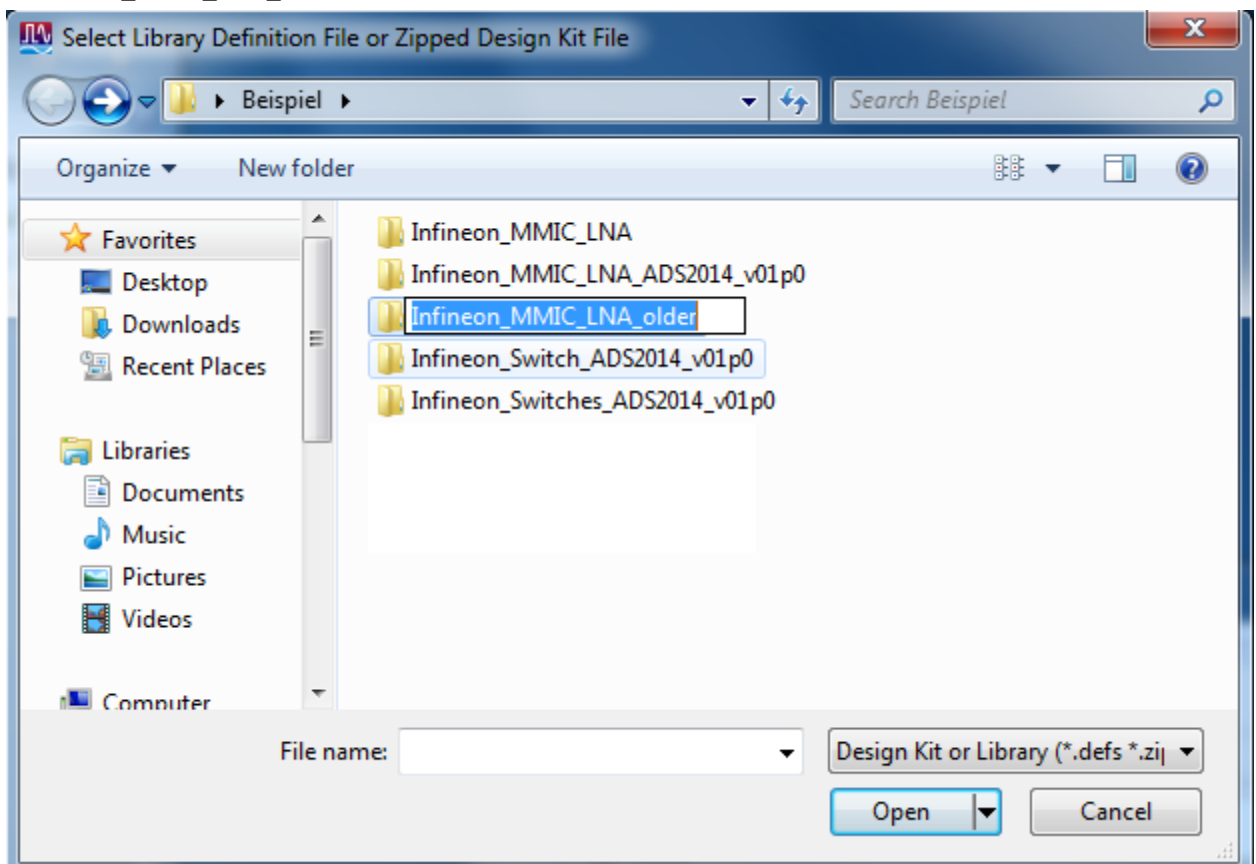 Select Library Definition File or Zipped Design Kit File
Beispiel
Search Beispiel
Organize
New folder
Favorites
Desktop
Downloads
Recent Places
Libraries
Documents
Music
Pictures
Videos
Computer
Infineon_MMIC_LNA
Infineon_MMIC_LNA_ADS2014_v01p0
Infineon_MMIC_LNA_older
Infineon_Switch_ADS2014_v01p0
Infineon_Switches_ADS2014_v01p0
File name:
Design Kit or Library (*.defs *.zip
Open
Cancel